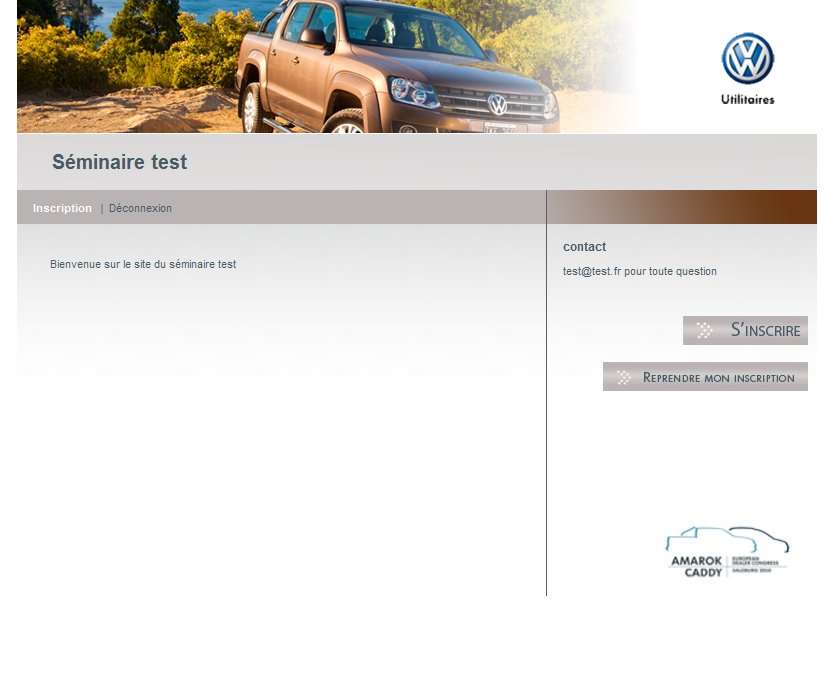 Utilitaires
Séminaire test
Inscription | Déconnexion
Bienvenue sur le site du séminaire test
contact
test@test.fr pour toute question
S'INSCRIRE
REPRENDRE MON INSCRIPTION
AMAROK
CADDY
EUROPEAN
DEALER CONGRESS
SALZBURG 2010